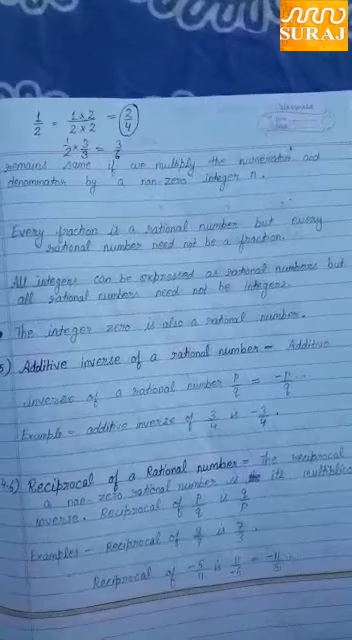 SURAJ
1/2 = 1×2/2×2 = 2/4
1/2 × 3/3 = 3/6
remains same if we multiply the numerator and
denominator by a non-zero integer n.
Every fraction is a rational number but every
rational number need not be a fraction.
All integers can be expressed as rational numbers but
all rational numbers need not be integers.
The integer zero is also a rational number.
5) Additive inverse of a rational number = Additive
inverse of a rational number p/q = -p/q.
Example = additive inverse of 3/4 is -3/4.
6) Reciprocal of a Rational number = the reciprocal
a non-zero rational number is its multiplica
inverse. Reciprocal of p/q is q/p
Examples - Reciprocal of is 7/3.
Reciprocal of -5/11 is 11/-5 = -11/5.